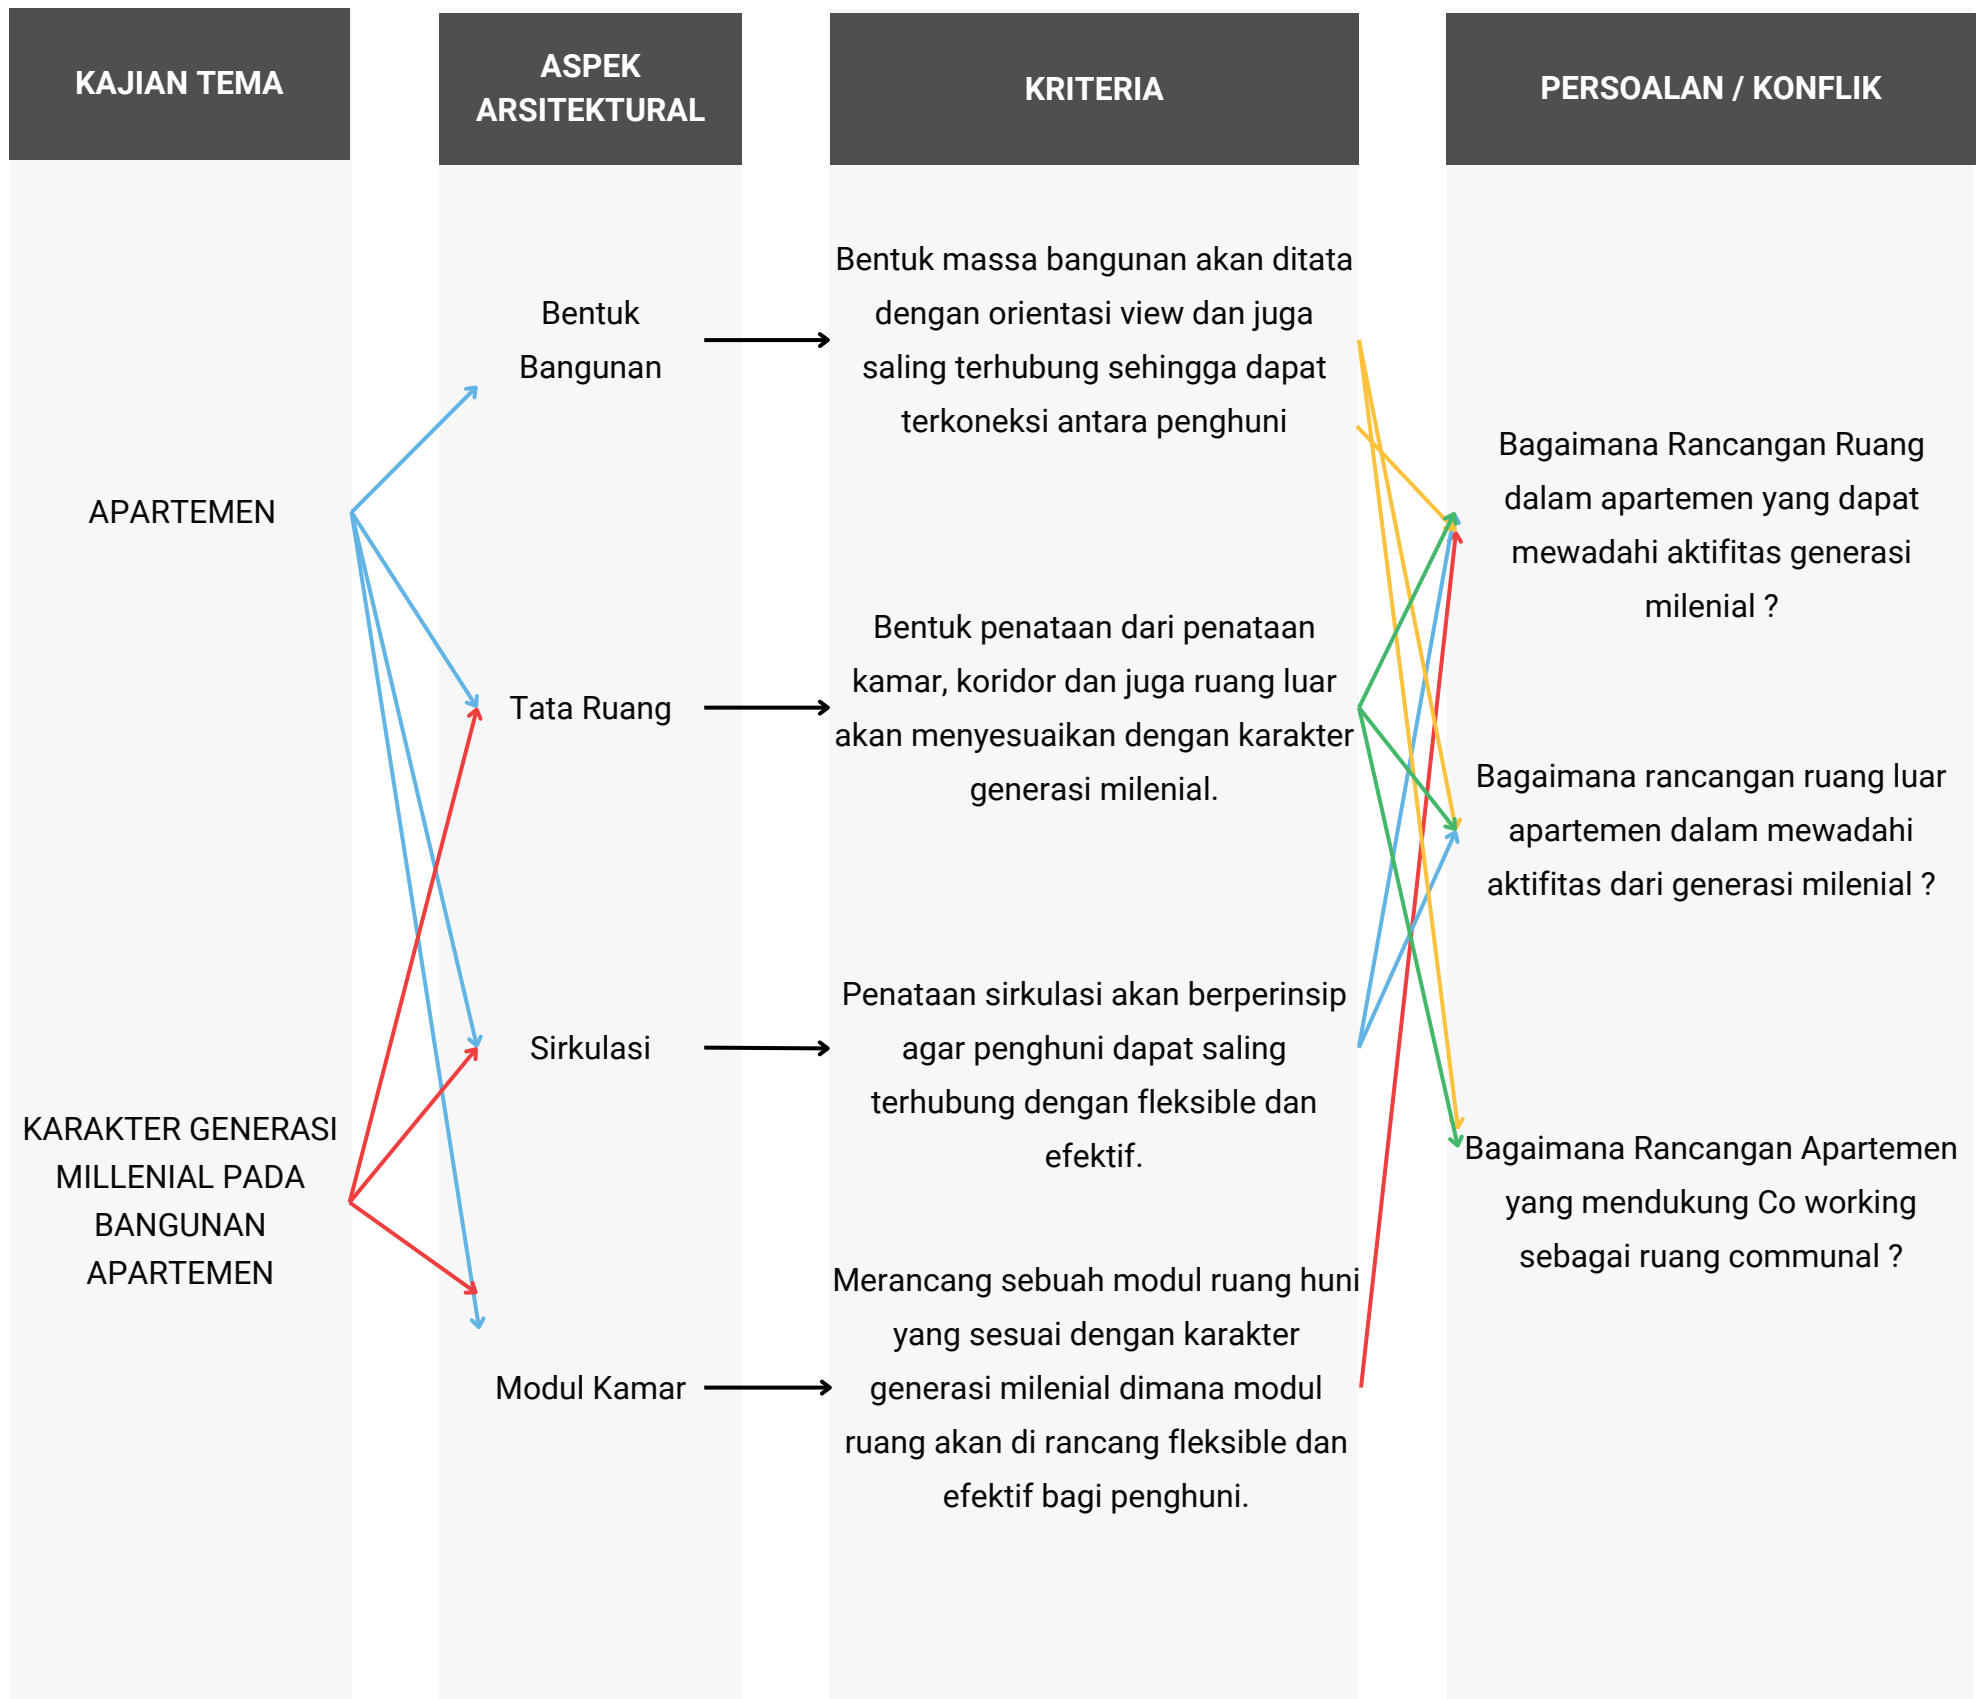 KAJIAN TEMA
ASPEK
ARSITEKTURAL
KRITERIA
PERSOALAN / KONFLIK
APARTEMEN
KARAKTER GENERASI
MILLENIAL PADA
BANGUNAN
APARTEMEN
Bentuk
Bangunan
Tata Ruang
Sirkulasi
Modul Kamar
Bentuk massa bangunan akan ditata
dengan orientasi view dan juga
saling terhubung sehingga dapat
terkoneksi antara penghuni
Bentuk penataan dari penataan
kamar, koridor dan juga ruang luar
akan menyesuaikan dengan karakter
generasi milenial.
Penataan sirkulasi akan berperinsip
agar penghuni dapat saling
terhubung dengan fleksible dan
efektif.
Merancang sebuah modul ruang huni
yang sesuai dengan karakter
generasi milenial dimana modul
ruang akan di rancang fleksible dan
efektif bagi penghuni.
Bagaimana Rancangan Ruang
dalam apartemen yang dapat
mewadahi aktifitas generasi
milenial ?
Bagaimana rancangan ruang luar
apartemen dalam mewadahi
aktifitas dari generasi milenial ?
Bagaimana Rancangan Apartemen
yang mendukung Co working
sebagai ruang communal ?